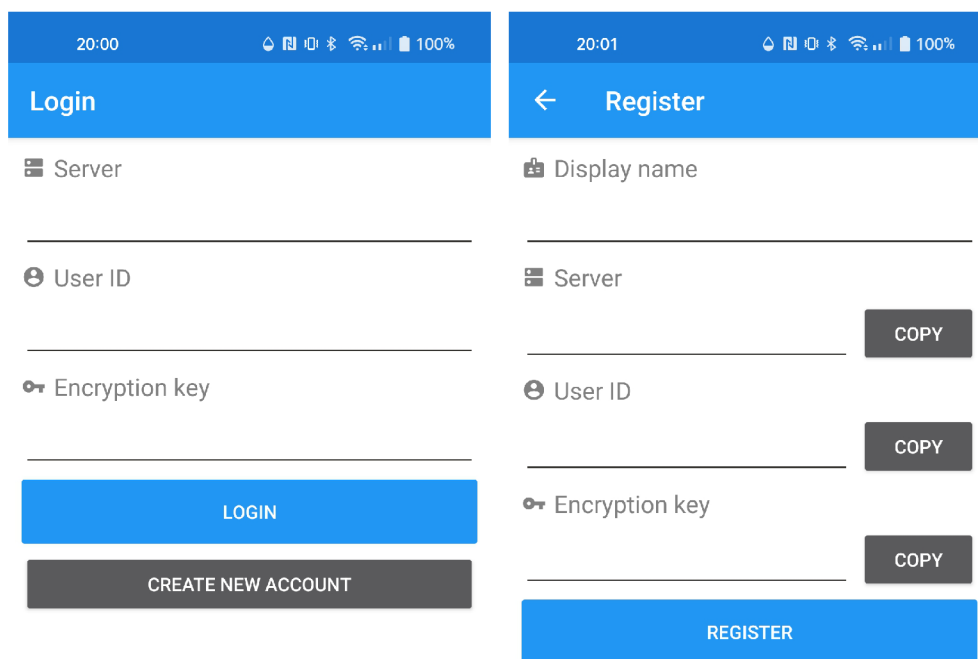 20:00
100%
Login
Server
User ID
Encryption key
LOGIN
CREATE NEW ACCOUNT
20:01
100%
Register
Display name
Server
COPY
User ID
COPY
Encryption key
COPY
REGISTER